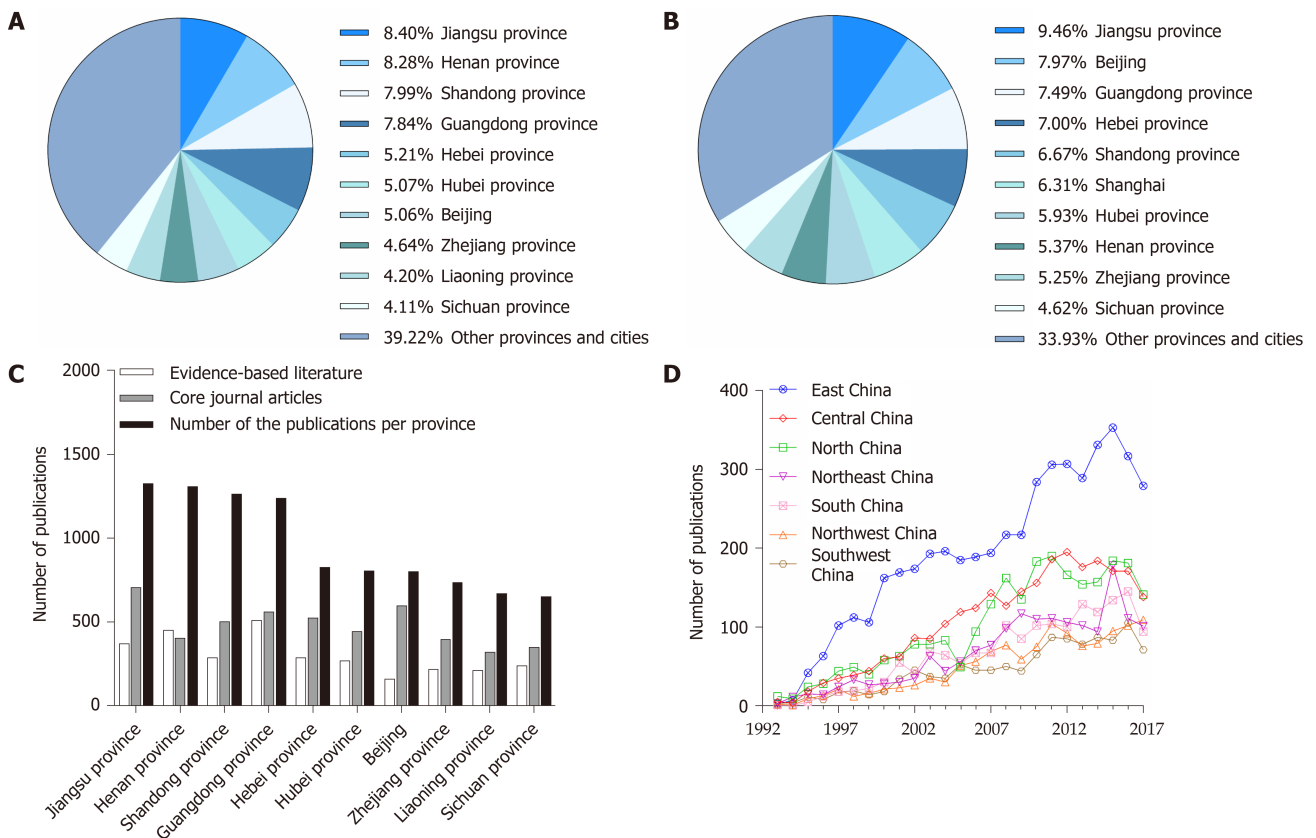 A
8.40% Jiangsu province
8.28% Henan province
7.99% Shandong province
7.84% Guangdong province
5.21% Hebei province
5.07% Hubei province
5.06% Beijing
4.64% Zhejiang province
4.20% Liaoning province
4.11% Sichuan province
39.22% Other provinces and cities
B
9.46% Jiangsu province
7.97% Beijing
7.49% Guangdong province
7.00% Hebei province
6.67% Shandong province
6.31% Shanghai
5.93% Hubei province
5.37% Henan province
5.25% Zhejiang province
4.62% Sichuan province
33.93% Other provinces and cities
C
Evidence-based literature
Core journal articles
Number of the publications per province
Number of publications
2000
1500
1000
500
0
Jiangsu province
Henan province
Shandong province
Guangdong province
Hebei province
Hubei province
Beijing
Zhejiang province
Liaoning province
Sichuan province
D
East China
Central China
North China
Northeast China
South China
Northwest China
Southwest
China
Number of publications
400
300
200
100
0
1992
1997
2002
2007
2012
2017